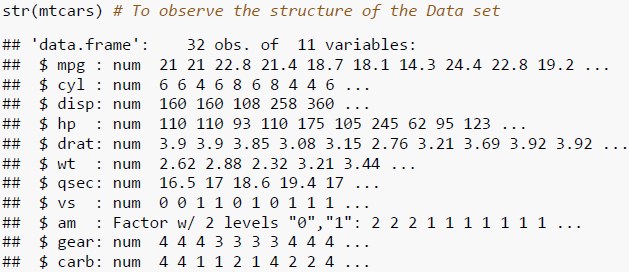 str(mtcars) # To observe the structure of the Data set
## 'data.frame':    32 obs. of  11 variables:
##  $ mpg : num  21 21 22.8 21.4 18.7 18.1 14.3 24.4 22.8 19.2 ...
##  $ cyl : num  6 6 4 6 8 6 8 4 4 6 ...
##  $ disp: num  160 160 108 258 360 ...
##  $ hp  : num  110 110 93 110 175 105 245 62 95 123 ...
##  $ drat: num  3.9 3.9 3.85 3.08 3.15 2.76 3.21 3.69 3.92 3.92 ...
##  $ wt  : num  2.62 2.88 2.32 3.21 3.44 ...
##  $ qsec: num  16.5 17 18.6 19.4 17 ...
##  $ vs  : num  0 0 1 1 0 1 0 1 1 1 ...
##  $ am  : Factor w/ 2 levels "0","1": 2 2 2 1 1 1 1 1 1 1 ...
##  $ gear: num  4 4 4 3 3 3 3 4 4 4 ...
##  $ carb: num  4 4 1 1 2 1 4 2 2 4 ...